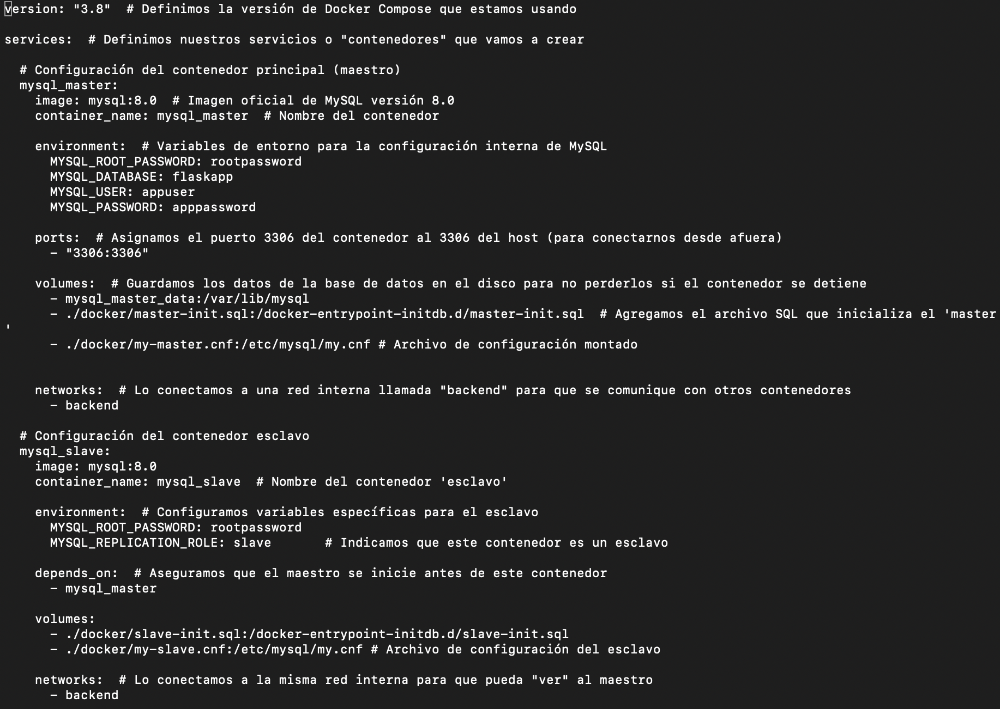 version: "3.8"  # Definimos la versión de Docker Compose que estamos usando

services:  # Definimos nuestros servicios o "contenedores" que vamos a crear

  # Configuración del contenedor principal (maestro)
  mysql_master:
    image: mysql:8.0  # Imagen oficial de MySQL versión 8.0
    container_name: mysql_master  # Nombre del contenedor

    environment:  # Variables de entorno para la configuración interna de MySQL
      MYSQL_ROOT_PASSWORD: rootpassword
      MYSQL_DATABASE: flaskapp
      MYSQL_USER: appuser
      MYSQL_PASSWORD: apppassword

    ports:  # Asignamos el puerto 3306 del contenedor al 3306 del host (para conectarnos desde afuera)
      - "3306:3306"

    volumes:  # Guardamos los datos de la base de datos en el disco para no perderlos si el contenedor se detiene
      - mysql_master_data:/var/lib/mysql
      - ./docker/master-init.sql:/docker-entrypoint-initdb.d/master-init.sql  # Agregamos el archivo SQL que inicializa el 'master
'
      - ./docker/my-master.cnf:/etc/mysql/my.cnf # Archivo de configuración montado


    networks:  # Lo conectamos a una red interna llamada "backend" para que se comunique con otros contenedores
      - backend

  # Configuración del contenedor esclavo
  mysql_slave:
    image: mysql:8.0
    container_name: mysql_slave  # Nombre del contenedor 'esclavo'

    environment:  # Configuramos variables específicas para el esclavo
      MYSQL_ROOT_PASSWORD: rootpassword
      MYSQL_REPLICATION_ROLE: slave       # Indicamos que este contenedor es un esclavo

    depends_on:  # Aseguramos que el maestro se inicie antes de este contenedor
      - mysql_master

    volumes:
      - ./docker/slave-init.sql:/docker-entrypoint-initdb.d/slave-init.sql
      - ./docker/my-slave.cnf:/etc/mysql/my.cnf # Archivo de configuración del esclavo

    networks:  # Lo conectamos a la misma red interna para que pueda "ver" al maestro
      - backend